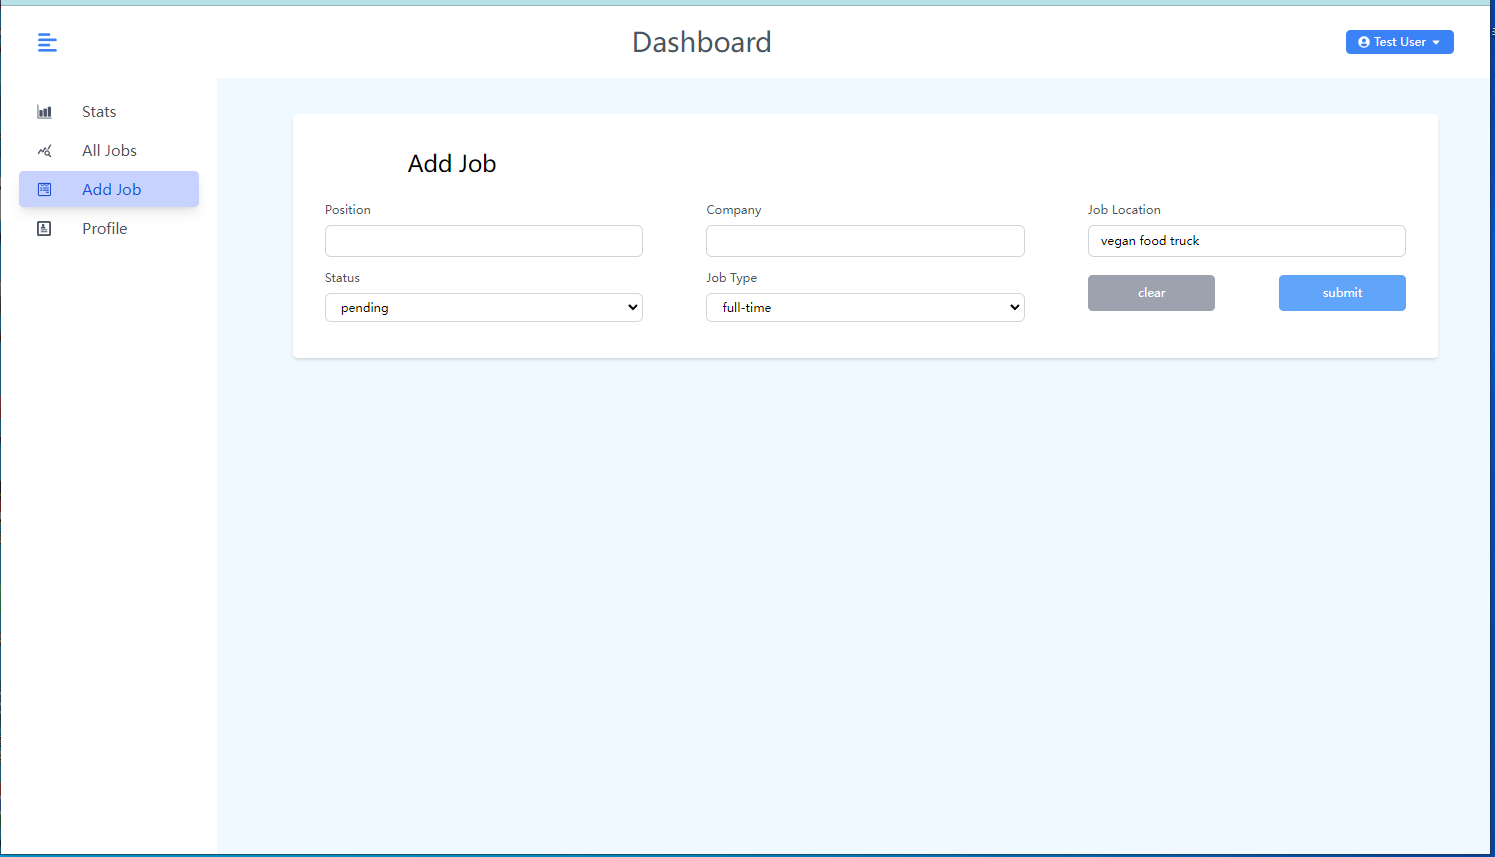 Dashboard
Test User
Stats
All Jobs
Add Job
Profile
Add Job
Position
Company
Job Location
vegan food truck
Status
Job Type
pending
full-time
clear
submit